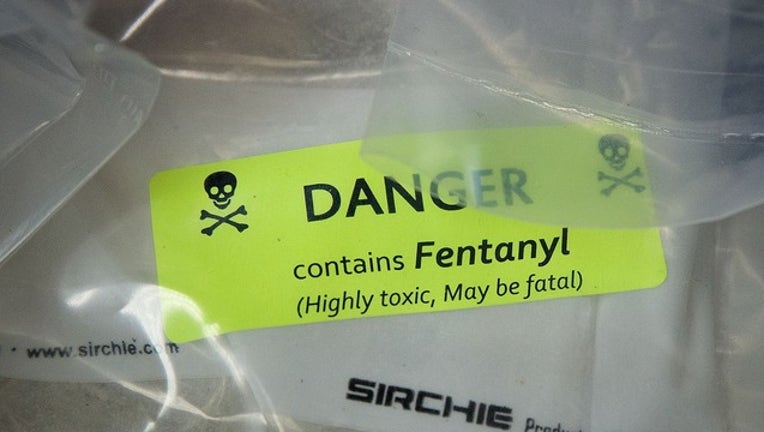 DANGER
contains Fentanyl
(Highly toxic, May be fatal)
www.sirchie.com
SIRCHIE